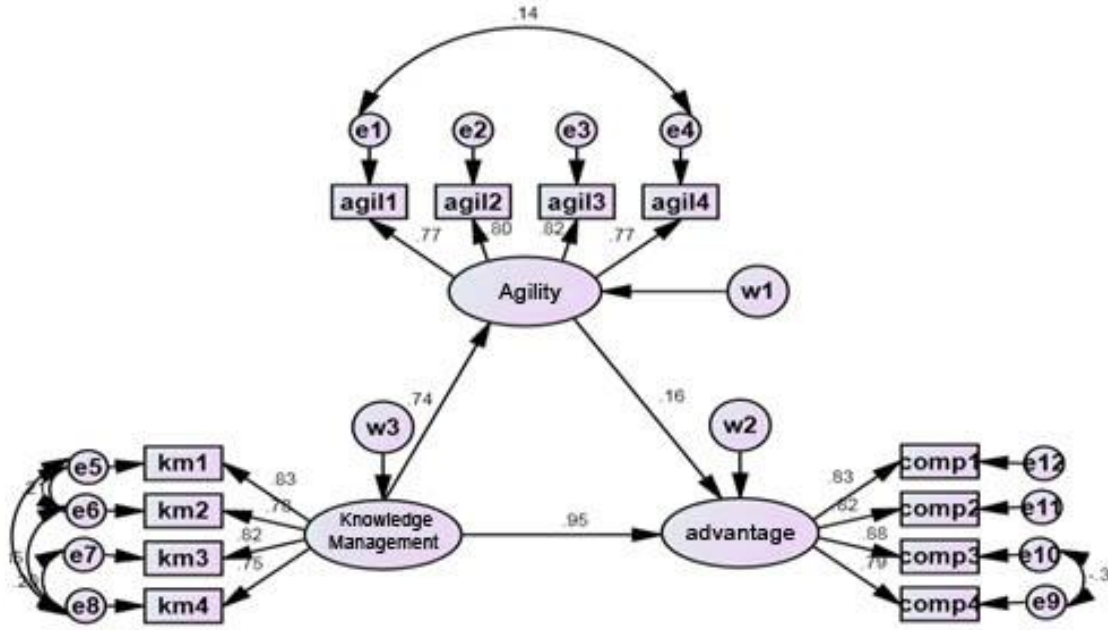 .14
e1 e2 e3 e4
agil1 agil2 agil3 agil4
.77 .80 .82 .77
Agility w1
.74 .16
w3 w2
e5 km1 .83
e6 km2
e7 km3 .82
e8 km4 .75
Knowledge
Management
.95
advantage
.83 comp1 e12
comp2 e11
.88 comp3 e10
.79 comp4 e9